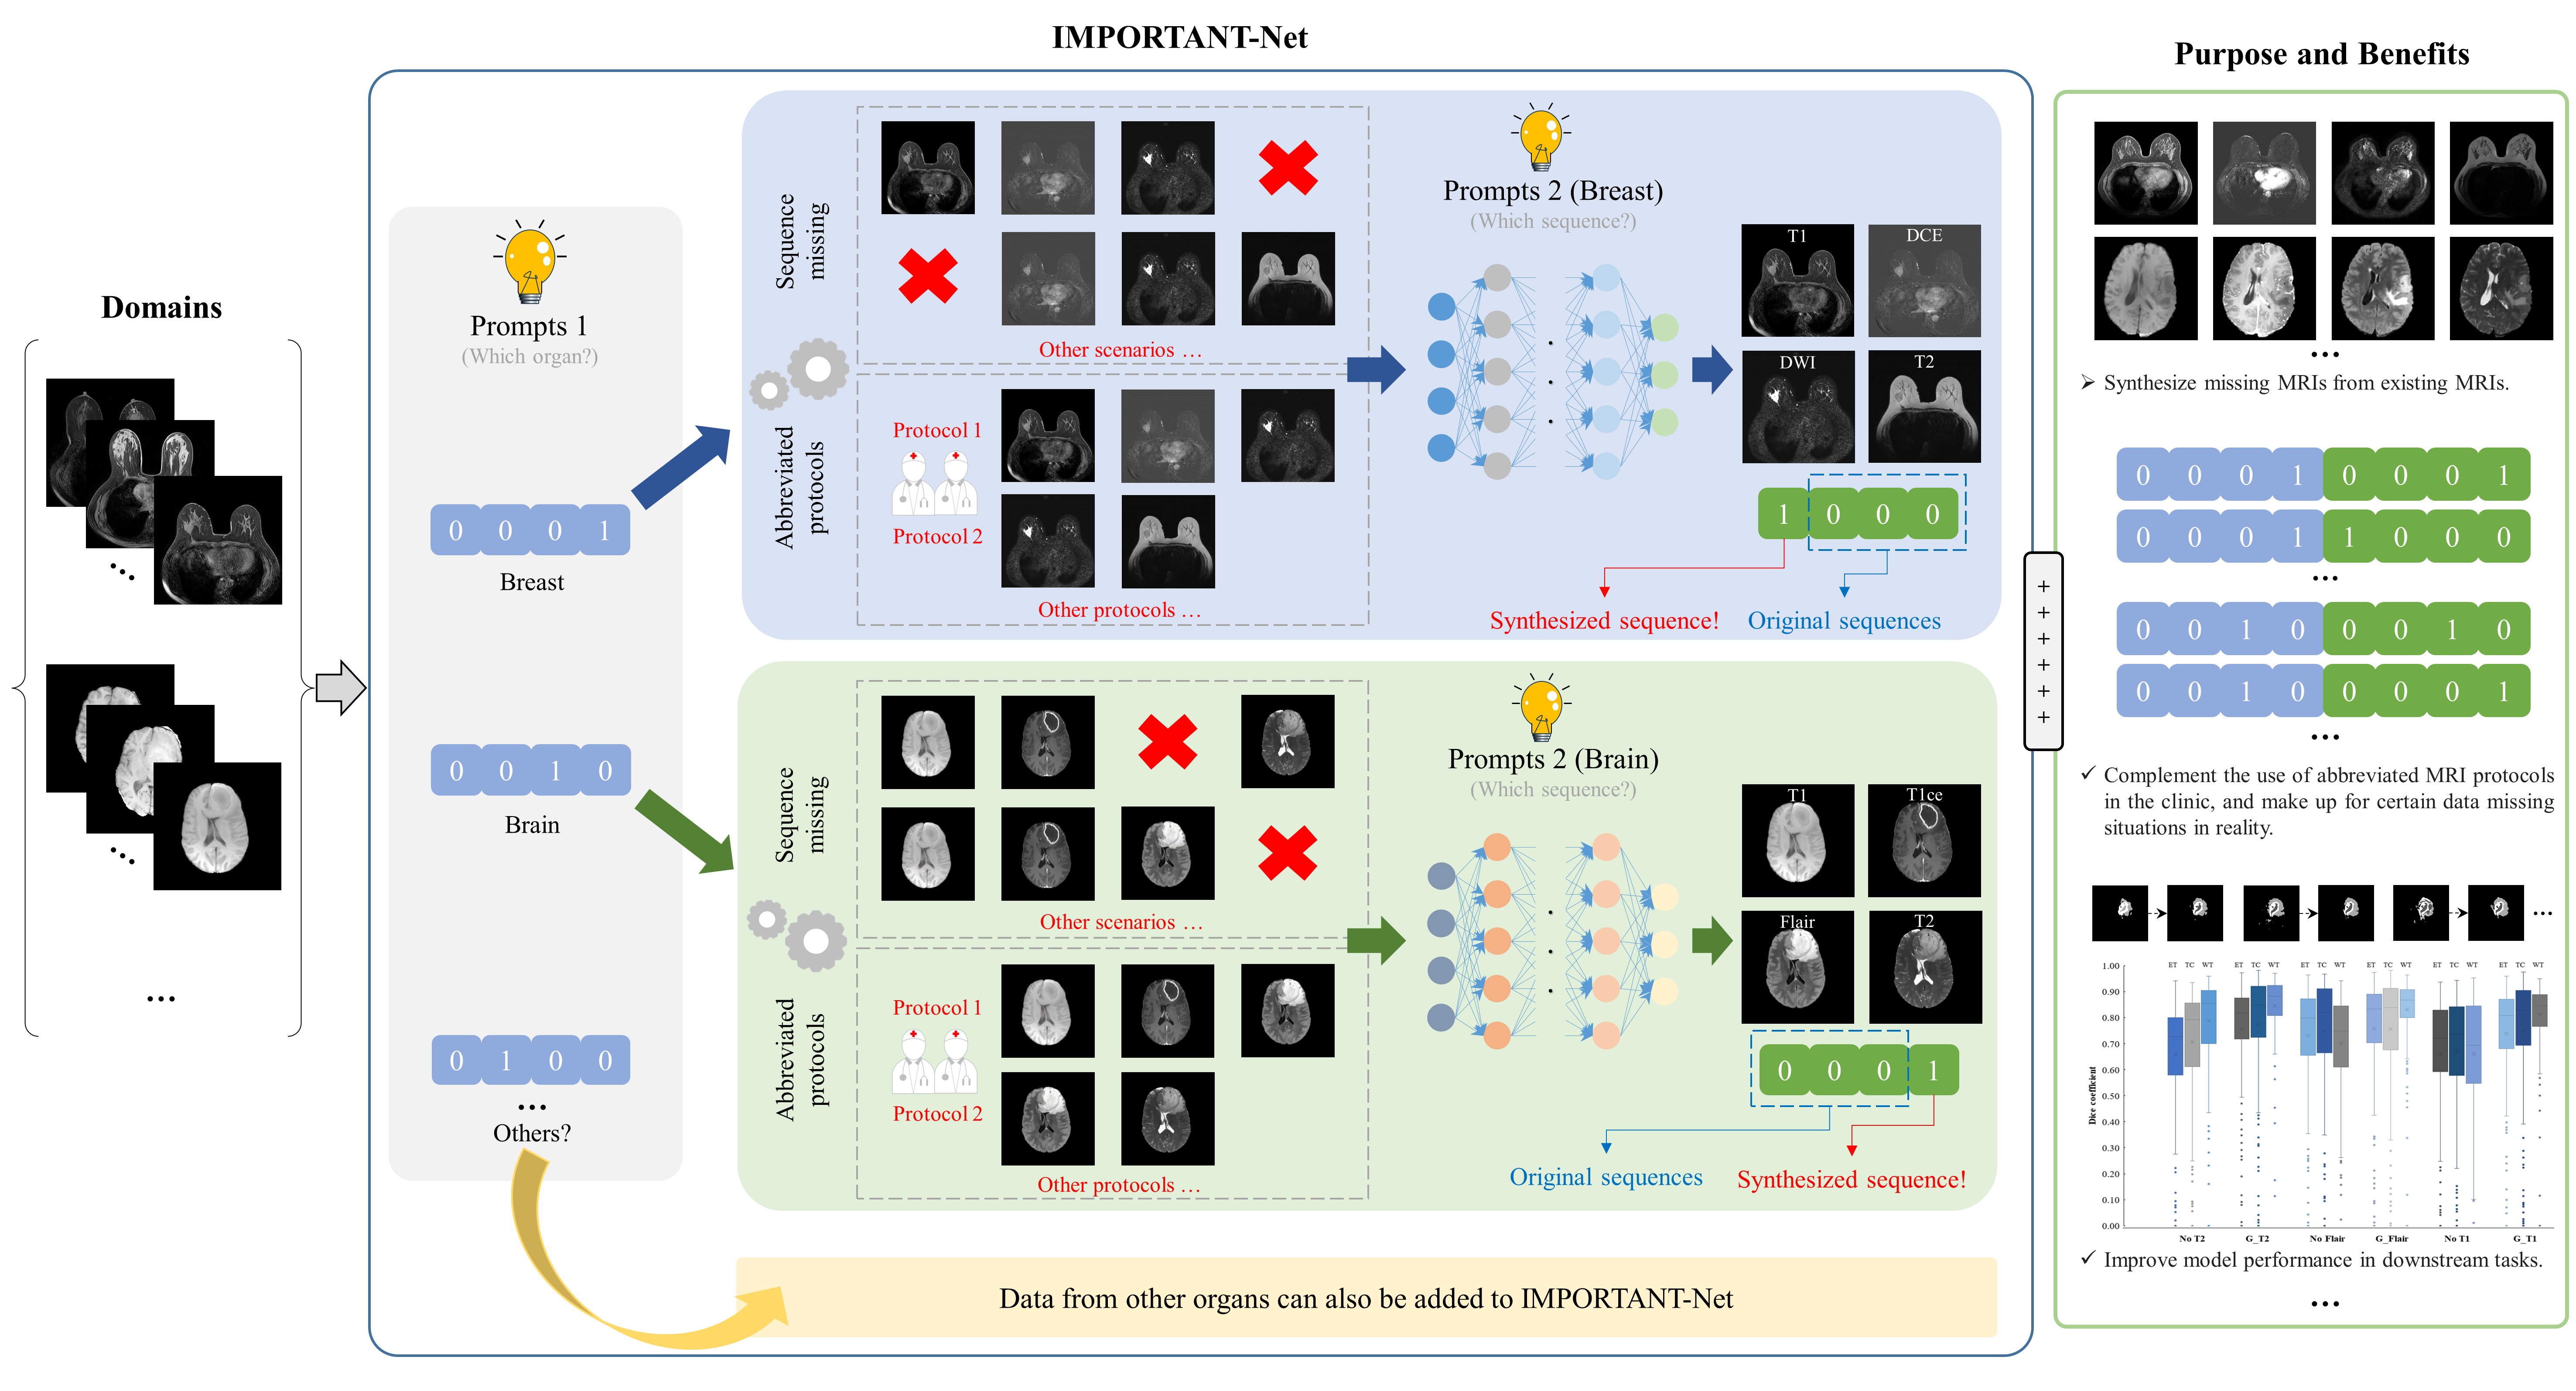 IMPORTANT-Net
Purpose and Benefits
Domains
...
...
...
Prompts 1
(Which organ?)
0 0 0 1
Breast
0 0 1 0
Brain
0 1 0 0
...
Others?
Sequence
missing
Other scenarios ...
Abbreviated
protocols
Protocol 1
Protocol 2
Other protocols ...
Prompts 2 (Breast)
(Which sequence?)
T1
DCE
DWI
T2
1 0 0 0
Synthesized sequence!
Original sequences
Sequence
missing
Other scenarios ...
Abbreviated
protocols
Protocol 1
Protocol 2
Other protocols ...
Prompts 2 (Brain)
(Which sequence?)
T1
T1ce
Flair
T2
0 0 0 1
Original sequences
Synthesized sequence!
Data from other organs can also be added to IMPORTANT-Net
+
+
+
+
+
+
...
➢ Synthesize missing MRIs from existing MRIs.
0 0 0 1 0 0 0 1
0 0 0 1 1 0 0 0
...
0 0 1 0 0 0 1 0
0 0 1 0 0 0 0 1
...
✓ Complement the use of abbreviated MRI protocols
in the clinic, and make up for certain data missing
situations in reality.
...
ET TC WT ET TC WT ET TC WT ET TC WT ET TC WT ET TC WT
1.00
0.90
0.80
0.70
0.60
0.50
0.40
0.30
0.20
0.10
0.00
Dice coefficient
No T2 G_T2 No Flair G_Flair No T1 G_T1
✓ Improve model performance in downstream tasks.
...